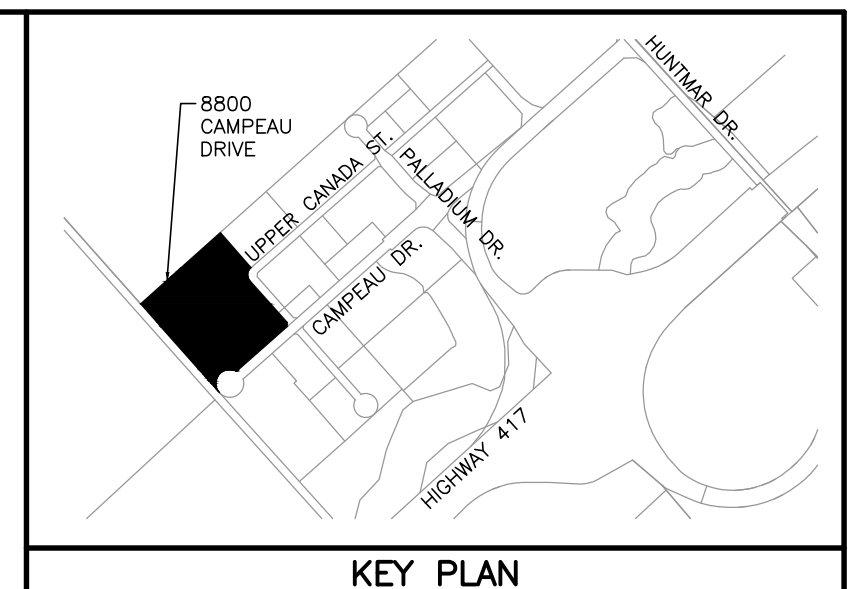 HUNTMAR DR.
8800
CAMPEAU
DRIVE
UPPER CANADA ST.
PALLADIUM DR.
CAMPEAU DR.
HIGHWAY 417
KEY PLAN